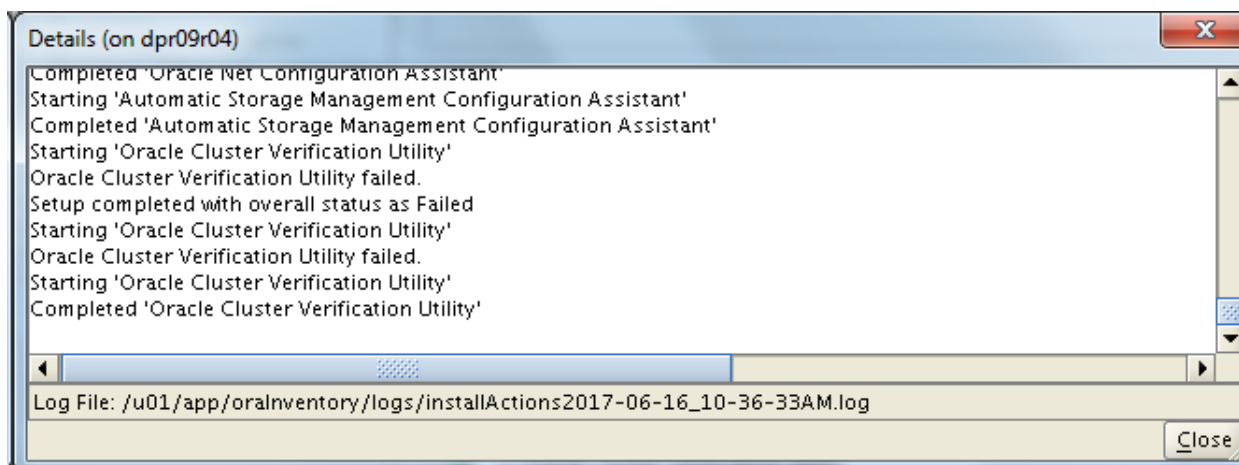 Details (on dpr09r04)
Completed 'Oracle Net Configuration Assistant'
Starting 'Automatic Storage Management Configuration Assistant'
Completed 'Automatic Storage Management Configuration Assistant'
Starting 'Oracle Cluster Verification Utility'
Oracle Cluster Verification Utility failed.
Setup completed with overall status as Failed
Starting 'Oracle Cluster Verification Utility'
Oracle Cluster Verification Utility failed.
Starting 'Oracle Cluster Verification Utility'
Completed 'Oracle Cluster Verification Utility'
Log File: /u01/app/oraInventory/logs/installActions2017-06-16_10-36-33AM.log
Close